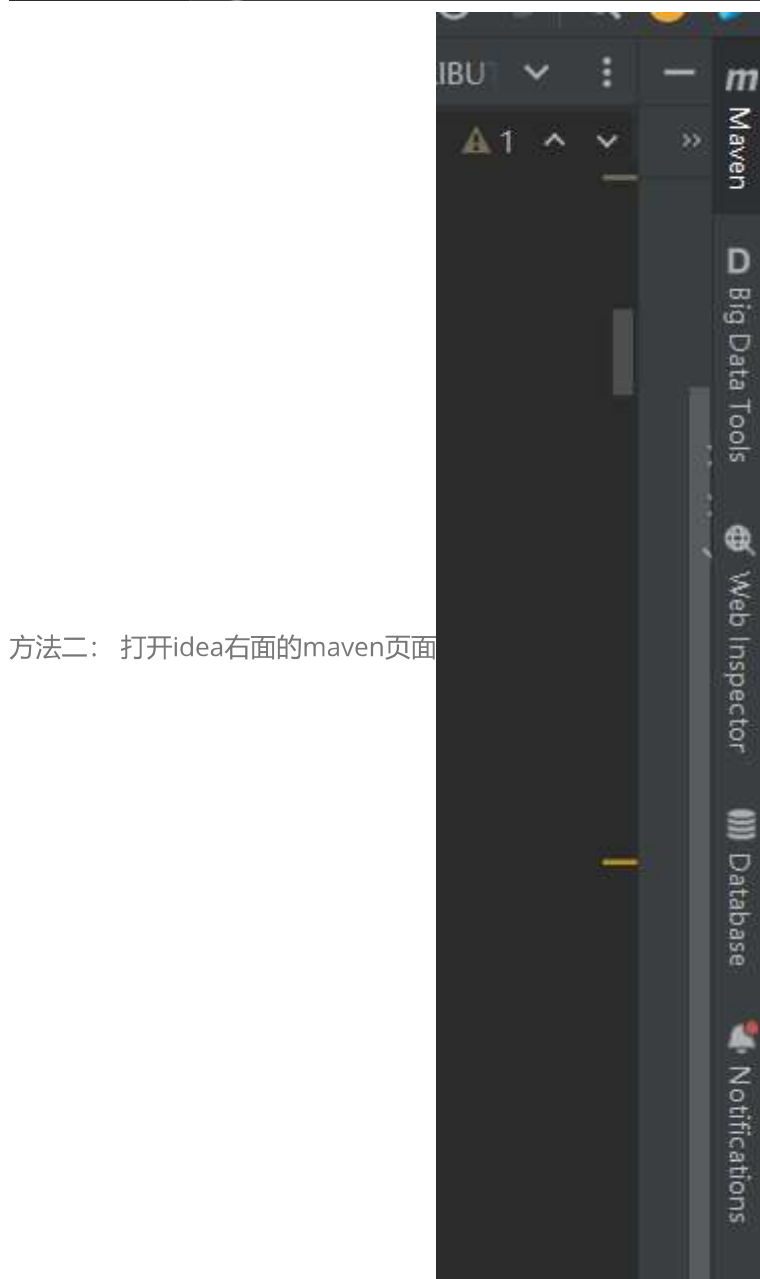 方法二： 打开idea右面的maven页面
1
Maven
Big Data Tools
Web Inspector
Database
Notifications